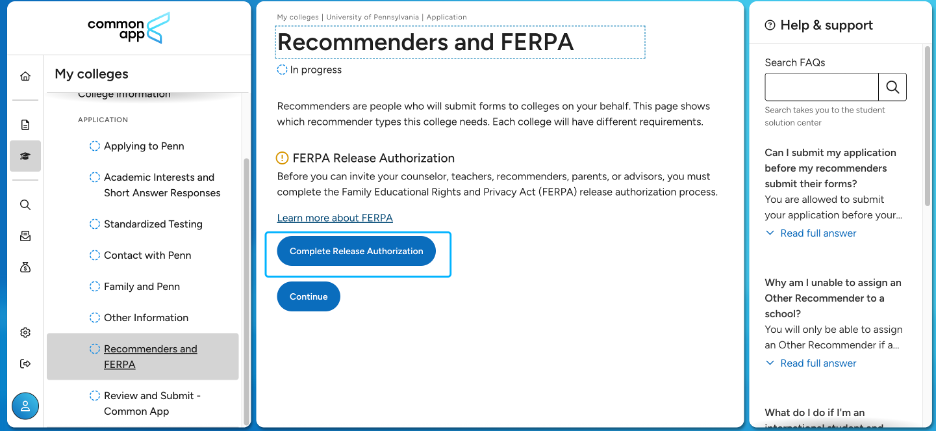 common
app
My colleges
College Information
APPLICATION
Applying to Penn
Academic Interests and
Short Answer Responses
Standardized Testing
Contact with Penn
Family and Penn
Other Information
Recommenders and
FERPA
Review and Submit -
Common App
My colleges | University of Pennsylvania | Application
Recommenders and FERPA
In progress
Recommenders are people who will submit forms to colleges on your behalf. This page shows
which recommender types this college needs. Each college will have different requirements.
FERPA Release Authorization
Before you can invite your counselor, teachers, recommenders, parents, or advisors, you must
complete the Family Educational Rights and Privacy Act (FERPA) release authorization process.
Learn more about FERPA
Complete Release Authorization
Continue
Help & support
Search FAQs
Search takes you to the student
solution center
Can I submit my application
before my recommenders
submit their forms?
You are allowed to submit
your application before your...
Read full answer
Why am I unable to assign an
Other Recommender to a
school?
You will only be able to assign
an Other Recommender if a...
Read full answer
What do I do if I'm an
international student and